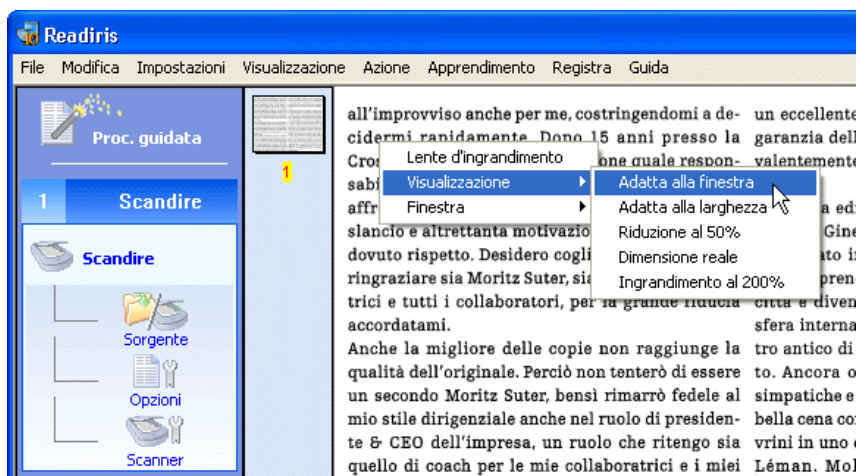 Readiris
File Modifica Impostazioni Visualizzazione Azione Apprendimento Registra Guida
Proc. guidata
1 Scandire
Scandire
Sorgente
Opzioni
Scanner
1
Lente d'ingrandimento
Visualizzazione
Finestra
Adatta alla finestra
Adatta alla larghezza
Riduzione al 50%
Dimensione reale
Ingrandimento al 200%
all'improvviso anche per me, costringendomi a de-
cidermi rapidamente. Dopo 15 anni presso la
one quale respon-
slancio e altrettanta
dovuto rispetto. Desidero
ringraziare sia Moritz Suter,
trici e tutti i collaboratori, per la grande fiducia
accordatami.
Anche la migliore delle copie non raggiunge la
qualità dell'originale. Perciò non tenterò di essere
un secondo Moritz Suter, bensì rimarrò fedele al
mio stile dirigenziale anche nel ruolo di presiden-
te & CEO dell'impresa, un ruolo che ritengo sia
quello di coach per le mie collaboratrici e i miei
un eccellente
garanzia
valentemente
città e
sfera
tro antico di
to. Ancora
simpatiche e
bella cena
vrini in uno
Léman.